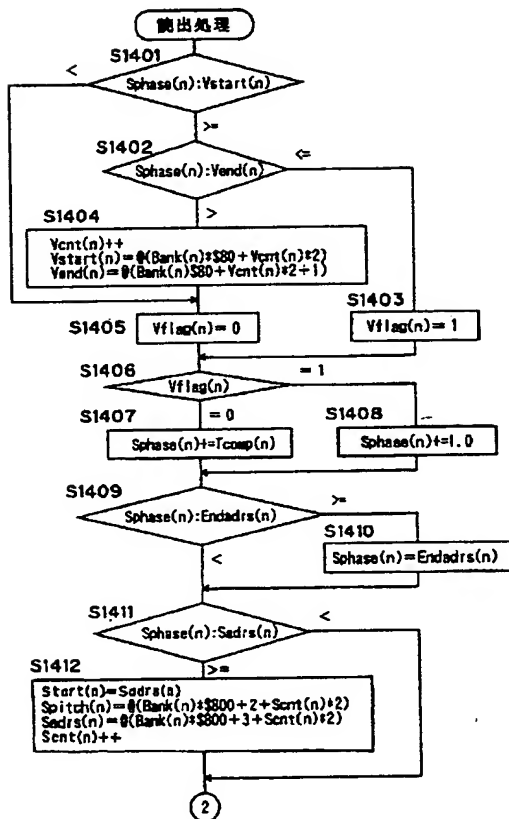 読出処理
S1401
<
Sphase(n):Vstart(n)
>=
S1402
<=
Sphase(n):Vend(n)
>
S1404
Vcnt(n)++
Vstart(n)=@(Bank(n)*$80+Vcnt(n)*2)
Vend(n)=@(Bank(n)$80+Vcnt(n)*2+1)
S1403
S1405
Vflag(n)=0
Vflag(n)=1
S1406
=1
Vflag(n)
=0
S1407
S1408
Sphase(n)+=Tcomp(n)
Sphase(n)+=1.0
S1409
>=
Sphase(n):Endadrs(n)
S1410
Sphase(n)=Endadrs(n)
<
S1411
<
Sphase(n):Sadrs(n)
>=
S1412
Start(n)=Sadrs(n)
Spitch(n)=@(Bank(n)*$800+2+Scnt(n)*2)
Sadrs(n)=@(Bank(n)*$800+3+Scnt(n)*2)
Scnt(n)++
2